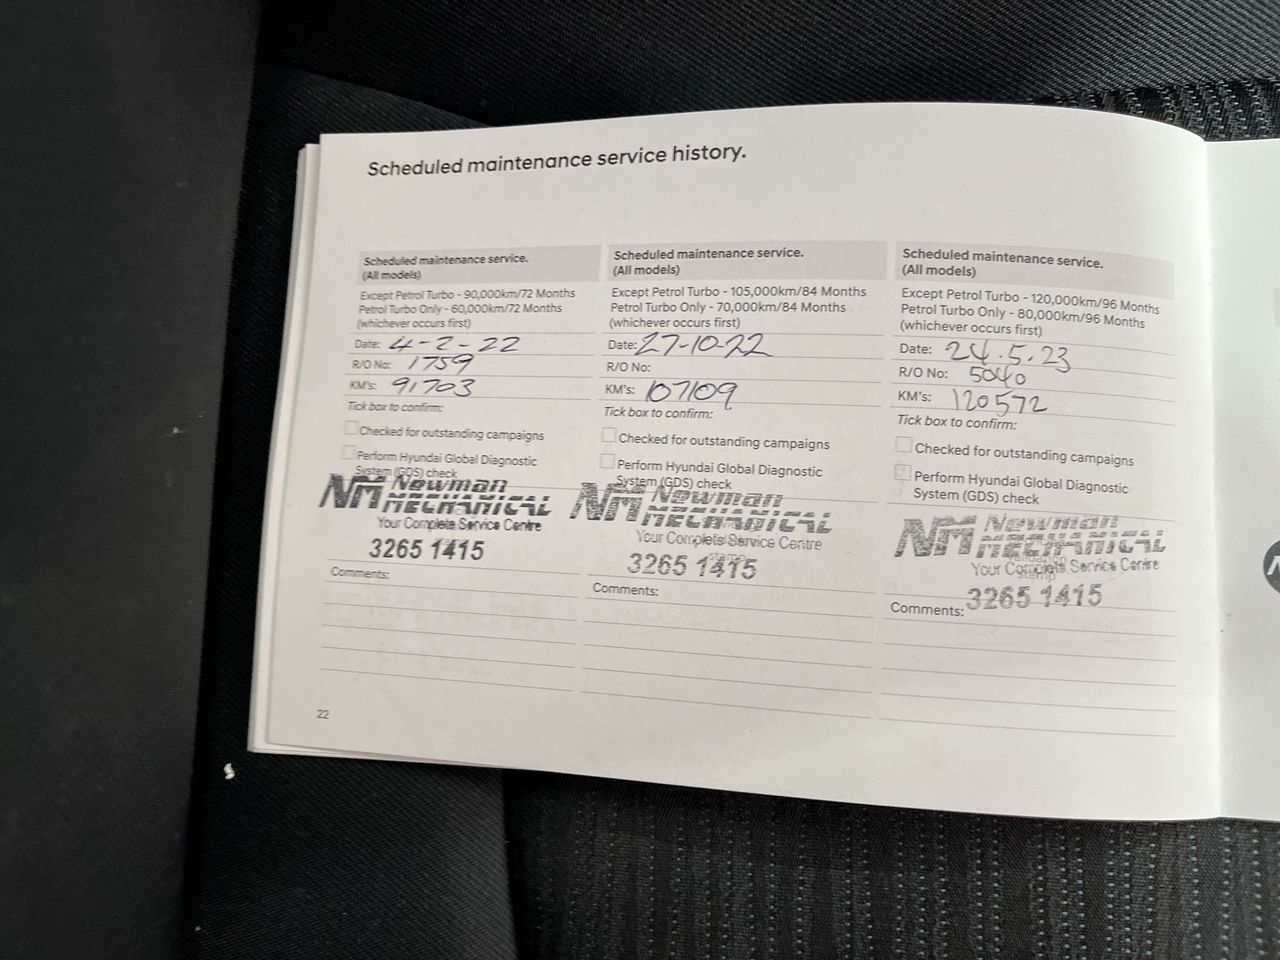 Scheduled maintenance service history.
Scheduled maintenance service.
(All models)
Except Petrol Turbo - 90,000km/72 Months
Petrol Turbo Only - 60,000km/72 Months
(whichever occurs first)
Date: 4-2-22
R/O No: 1759
KM's: 91703
Tick box to confirm:
Checked for outstanding campaigns
Perform Hyundai Global Diagnostic
System (GDS) check
NM Newman
MECHANICAL
Your Complete Service Centre
3265 1415
Comments:
Scheduled maintenance service.
(All models)
Except Petrol Turbo - 105,000km/84 Months
Petrol Turbo Only - 70,000km/84 Months
(whichever occurs first)
Date: 27-10-22
R/O No:
KM's: 107109
Tick box to confirm:
Checked for outstanding campaigns
Perform Hyundai Global Diagnostic
System (GDS) check
NM Newman
MECHANICAL
Your Complete Service Centre
stamp
3265 1415
Comments:
Scheduled maintenance service.
(All models)
Except Petrol Turbo - 120,000km/96 Months
Petrol Turbo Only - 80,000km/96 Months
(whichever occurs first)
Date: 24.5.23
R/O No: 5040
KM's: 120572
Tick box to confirm:
Checked for outstanding campaigns
Perform Hyundai Global Diagnostic
System (GDS) check
NM Newman
MECHANICAL
Your Complete Service Centre
stamp
3265 1415
Comments:
22